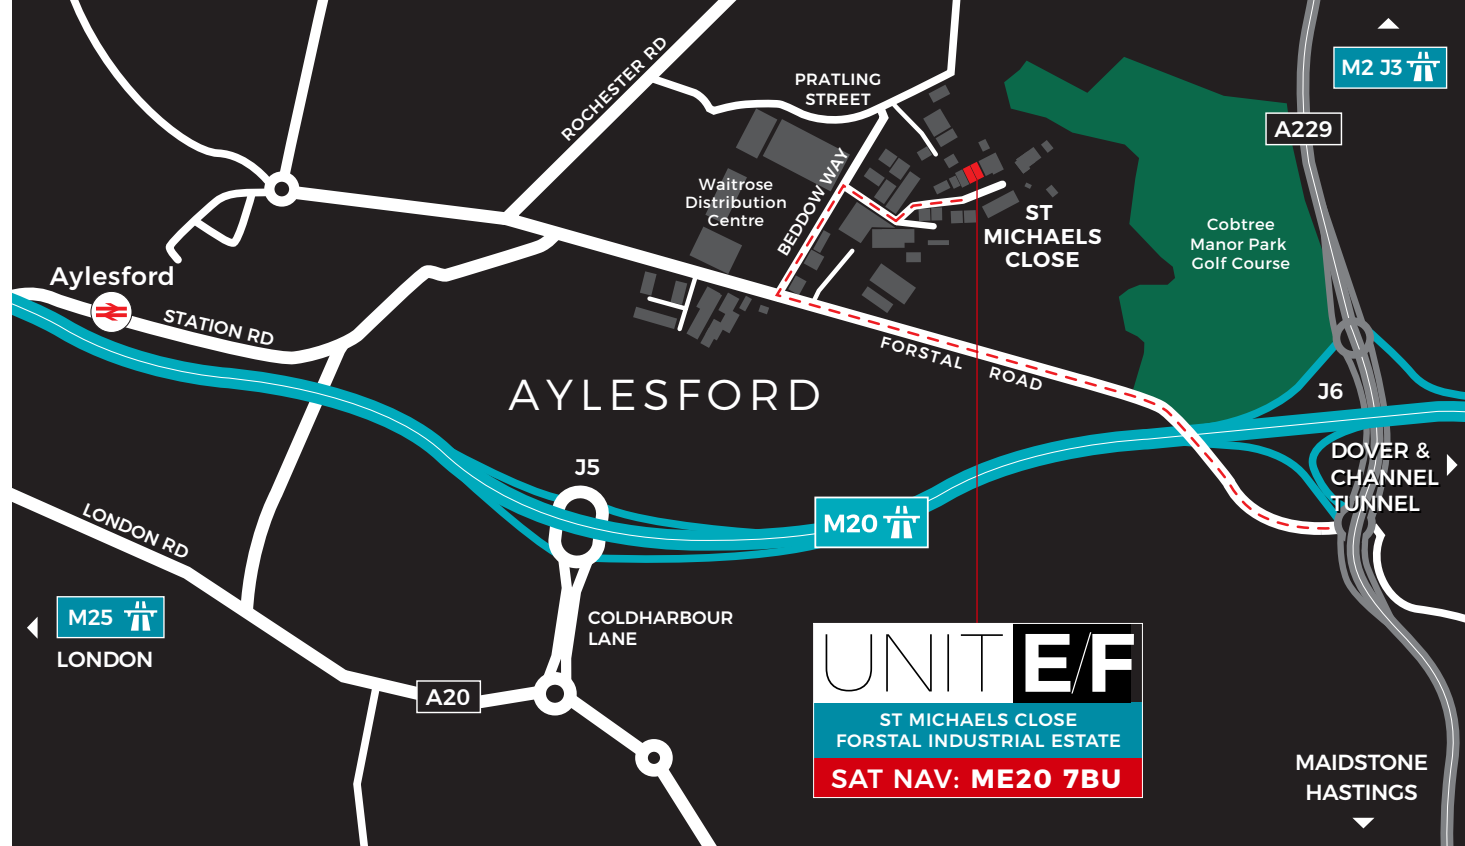 ROCHESTER RD
PRATLING
STREET
M2 J3
A229
Waitrose
Distribution
Centre
BEDDOW WAY
ST
MICHAELS
CLOSE
Cobtree
Manor Park
Golf Course
Aylesford
STATION RD
FORSTAL ROAD
AYLESFORD
J6
J5
DOVER &
CHANNEL
TUNNEL
M20
LONDON RD
M25
LONDON
COLDHARBOUR
LANE
A20
UNIT E/F
ST MICHAELS CLOSE
FORSTAL INDUSTRIAL ESTATE
SAT NAV: ME20 7BU
MAIDSTONE
HASTINGS